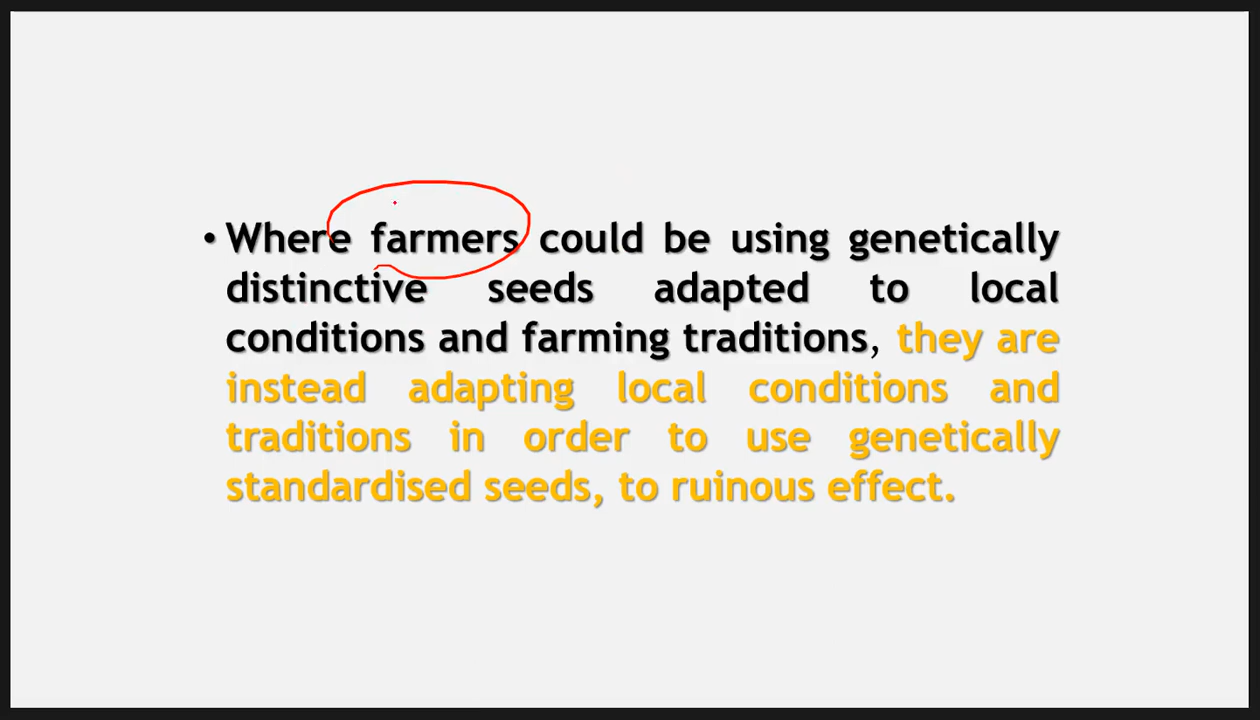 • Where farmers could be using genetically
distinctive seeds adapted to local
conditions and farming traditions, they are
instead adapting local conditions and
traditions in order to use genetically
standardised seeds, to ruinous effect.